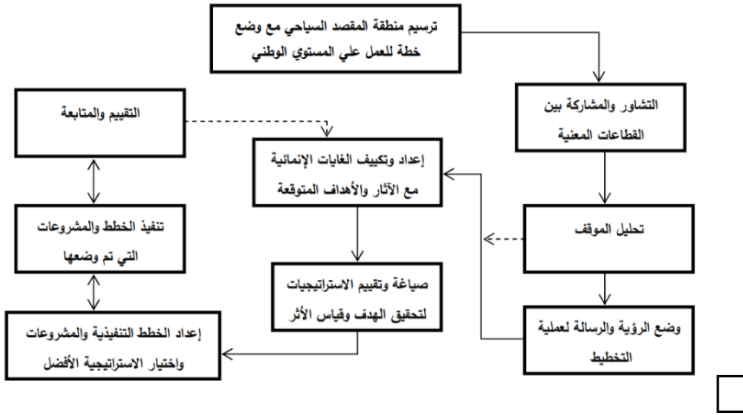 ترسيم منطقة المقصد السياحي مع وضع
خطة للعمل علي المستوي الوطني
التشاور والمشاركة بين
القطاعات المعنية
تحليل الموقف
وضع الرؤية والرسالة لعملية
التخطيط
إعداد وتكييف الغايات الإنمائية
مع الآثار والأهداف المتوقعة
صياغة وتقييم الاستراتيجيات
لتحقيق الهدف وقياس الأثر
إعداد الخطط التنفيذية والمشروعات
واختيار الاستراتيجية الأفضل
تنفيذ الخطط والمشروعات
التي تم وضعها
التقييم والمتابعة